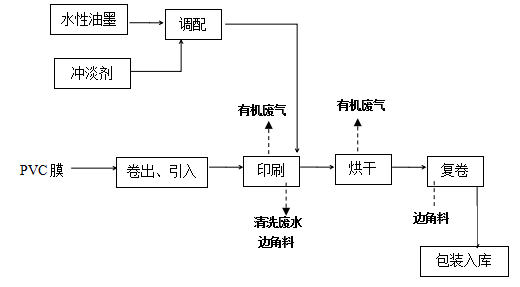 水性油墨
调配
冲淡剂
有机废气
有机废气
PVC膜
卷出、引入
印刷
烘干
复卷
清洗废水
边角料
边角料
包装入库